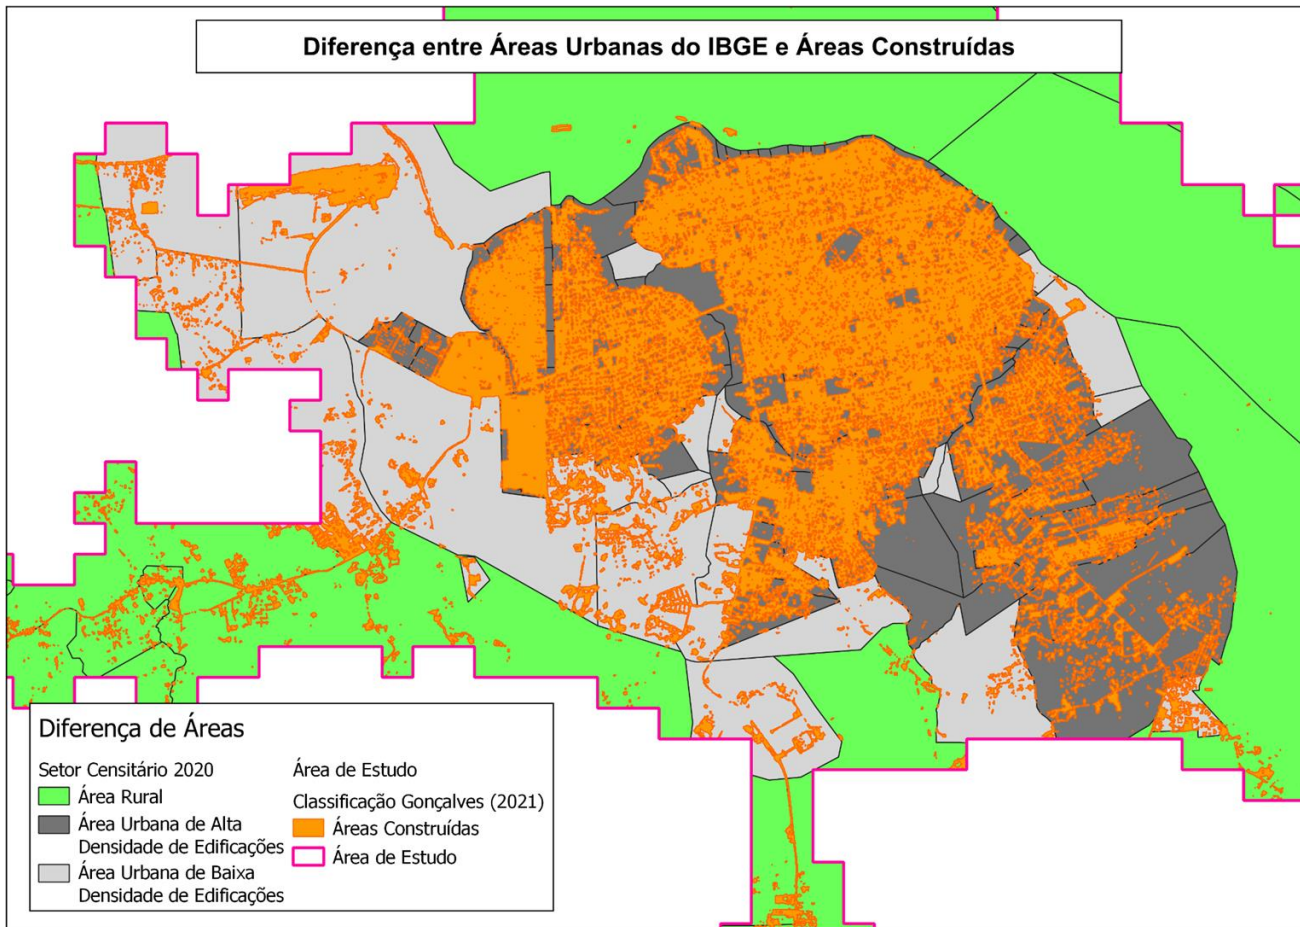 Diferença entre Áreas Urbanas do IBGE e Áreas Construídas
Diferença de Áreas
Setor Censitário 2020
Área Rural
Área Urbana de Alta
Densidade de Edificações
Área Urbana de Baixa
Densidade de Edificações
Área de Estudo
Classificação Gonçalves (2021)
Áreas Construídas
Área de Estudo